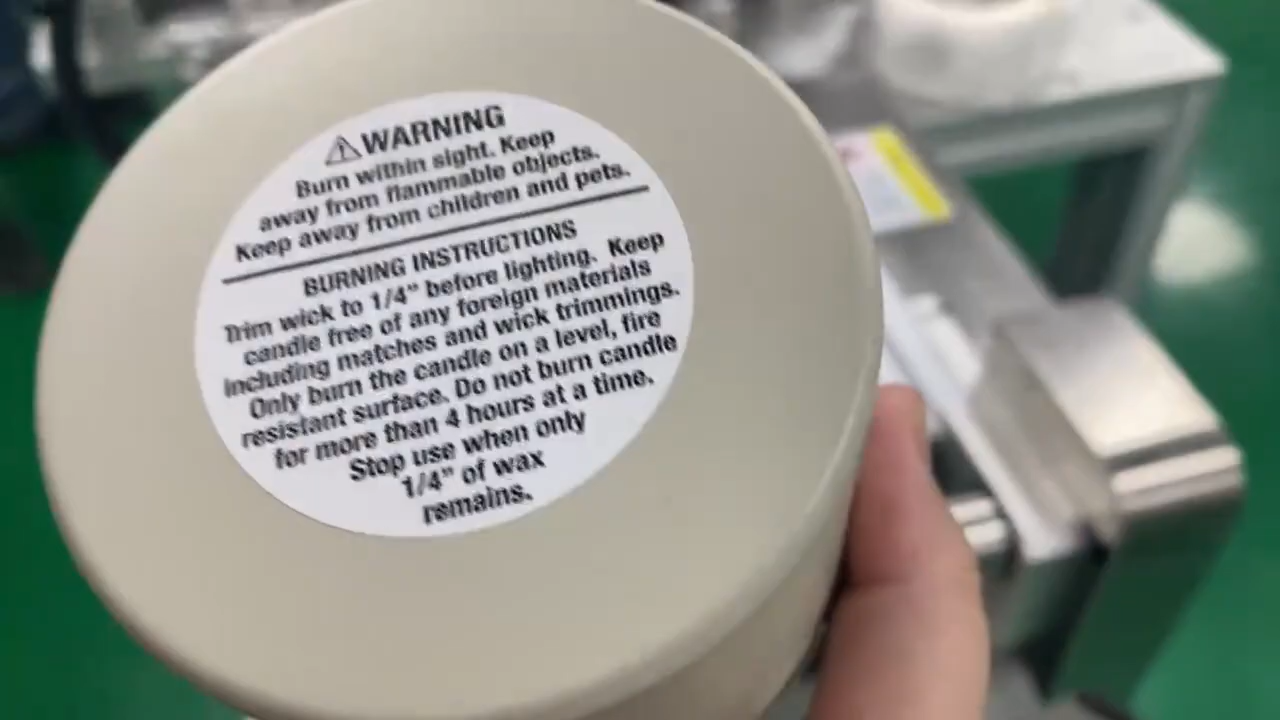 ⚠WARNING
Burn within sight. Keep
away from flammable objects.
Keep away from children and pets.
BURNING INSTRUCTIONS
Trim wick to 1/4" before lighting. Keep
candle free of any foreign materials
including matches and wick trimmings.
Only burn the candle on a level, fire
resistant surface. Do not burn candle
for more than 4 hours at a time.
Stop use when only
1/4" of wax
remains.